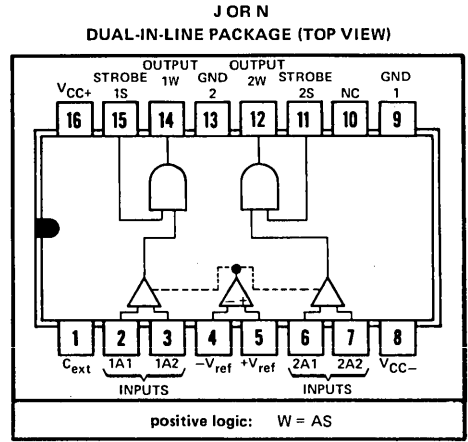 J OR N
DUAL-IN-LINE PACKAGE (TOP VIEW)
VCC+ STROBE 1S OUTPUT 1W GND 2 OUTPUT 2W STROBE 2S NC GND 1
16 15 14 13 12 11 10 9
− +
1 2 3 4 5 6 7 8
Cext 1A1 1A2 −Vref +Vref 2A1 2A2 VCC−
INPUTS INPUTS
positive logic: W = AS